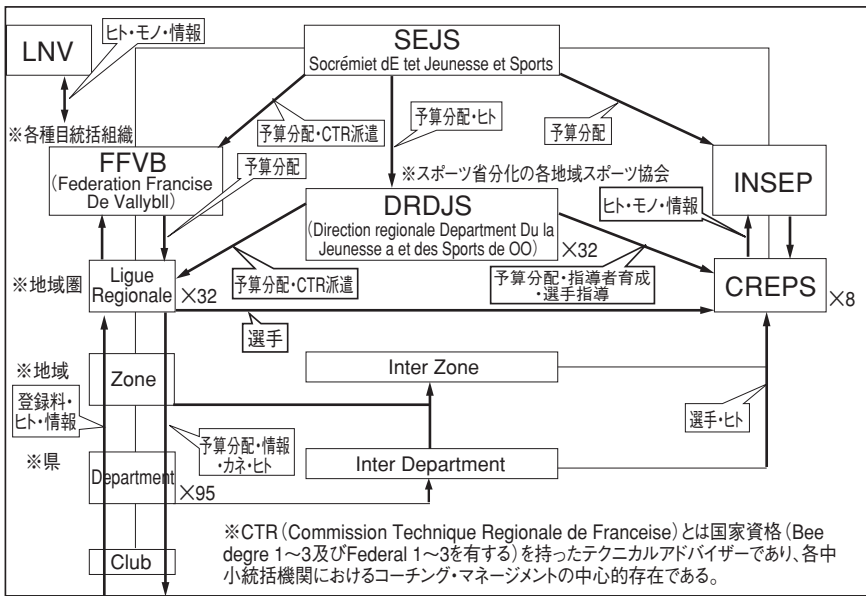 LNV
ヒト・モノ・情報
SEJS
Socrémiet dE tet Jeunesse et Sports
※各種目統括組織
予算分配・CTR派遣
予算分配・ヒト
予算分配
FFVB
(Federation Francise
De Vallybll)
予算分配
※スポーツ省分化の各地域スポーツ協会
DRDJS
(Direction regionale Department Du la
Jeunesse a et des Sports de OO)
×32
INSEP
ヒト・モノ・情報
※地域圏
Ligue
Regionale
×32
予算分配・CTR派遣
予算分配・指導者育成
・選手指導
CREPS
×8
選手
※地域
Zone
Inter Zone
登録料・
ヒト・情報
選手・ヒト
予算分配・情報
・カネ・ヒト
※県
Department
×95
Inter Department
Club
※CTR(Commission Technique Regionale de Franceise)とは国家資格(Bee
degre 1〜3及びFederal 1〜3を有する)を持ったテクニカルアドバイザーであり、各中
小統括機関におけるコーチング・マネージメントの中心的存在である。